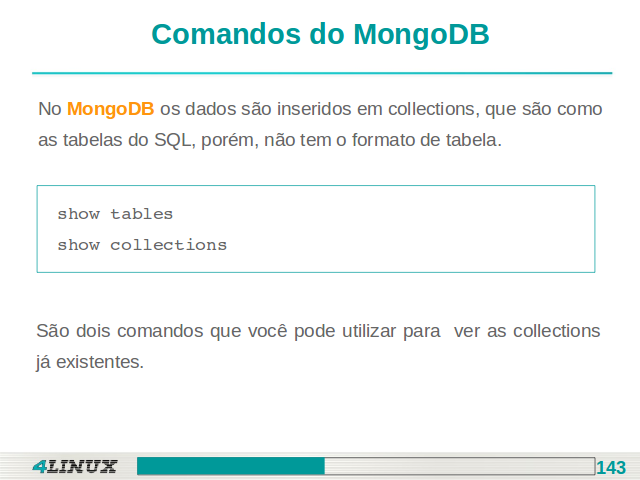 Comandos do MongoDB
No MongoDB os dados são inseridos em collections, que são como
as tabelas do SQL, porém, não tem o formato de tabela.
show tables
show collections
São dois comandos que você pode utilizar para  ver as collections
já existentes.
4LINUX
143